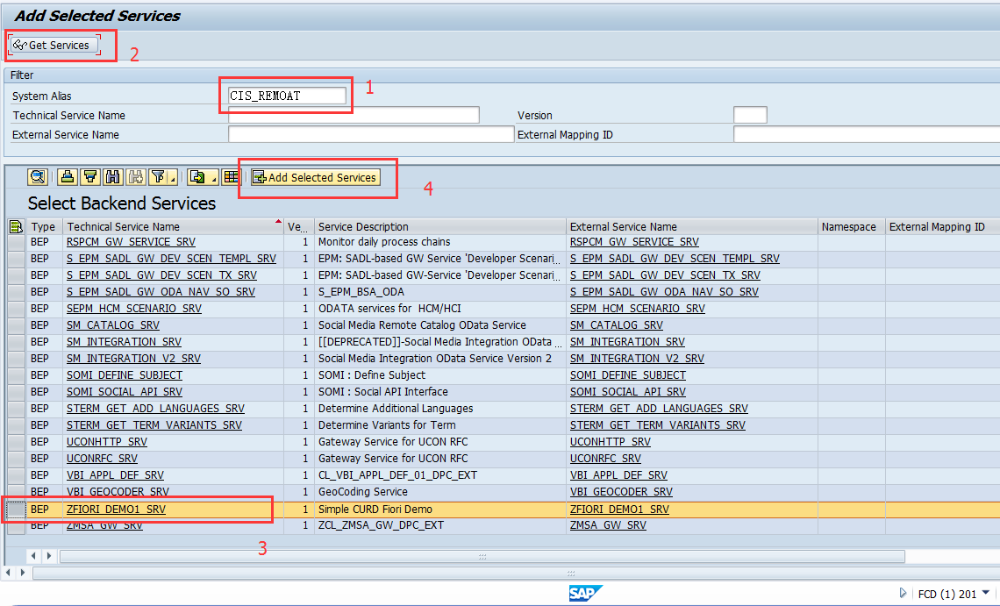 Add Selected Services
Get Services
2
Filter
System Alias CIS_REMOAT 1
Technical Service Name Version
External Service Name External Mapping ID
Add Selected Services 4
Select Backend Services
Type Technical Service Name Ve... Service Description External Service Name Namespace External Mapping ID
BEP RSPCM_GW_SERVICE_SRV 1 Monitor daily process chains RSPCM_GW_SERVICE_SRV
BEP S_EPM_SADL_GW_DEV_SCEN_TEMPL_SRV 1 EPM: SADL-based GW Service 'Developer Scenari... S_EPM_SADL_GW_DEV_SCEN_TEMPL_SRV
BEP S_EPM_SADL_GW_DEV_SCEN_TX_SRV 1 EPM: SADL-based GW-Service 'Developer Scenari... S_EPM_SADL_GW_DEV_SCEN_TX_SRV
BEP S_EPM_SADL_GW_ODA_NAV_SO_SRV 1 S_EPM_BSA_ODA S_EPM_SADL_GW_ODA_NAV_SO_SRV
BEP SEPM_HCM_SCENARIO_SRV 1 ODATA services for HCM/HCI SEPM_HCM_SCENARIO_SRV
BEP SM_CATALOG_SRV 1 Social Media Remote Catalog OData Service SM_CATALOG_SRV
BEP SM_INTEGRATION_SRV 1 [[DEPRECATED]]-Social Media Integration OData ... SM_INTEGRATION_SRV
BEP SM_INTEGRATION_V2_SRV 1 Social Media Integration OData Service Version 2 SM_INTEGRATION_V2_SRV
BEP SOMI_DEFINE_SUBJECT 1 SOMI : Define Subject SOMI_DEFINE_SUBJECT
BEP SOMI_SOCIAL_API_SRV 1 SOMI : Social API Interface SOMI_SOCIAL_API_SRV
BEP STERM_GET_ADD_LANGUAGES_SRV 1 Determine Additional Languages STERM_GET_ADD_LANGUAGES_SRV
BEP STERM_GET_TERM_VARIANTS_SRV 1 Determine Variants for Term STERM_GET_TERM_VARIANTS_SRV
BEP UCONHTTP_SRV 1 Gateway Service for UCON RFC UCONHTTP_SRV
BEP UCONRFC_SRV 1 Gateway Service for UCON RFC UCONRFC_SRV
BEP VBI_APPL_DEF_SRV 1 CL_VBI_APPL_DEF_01_DPC_EXT VBI_APPL_DEF_SRV
BEP VBI_GEOCODER_SRV 1 GeoCoding Service VBI_GEOCODER_SRV
BEP ZFIORI_DEMO1_SRV 1 Simple CURD Fiori Demo ZFIORI_DEMO1_SRV
BEP ZMSA_GW_SRV 1 ZCL_ZMSA_GW_DPC_EXT ZMSA_GW_SRV
3
SAP FCD (1) 201